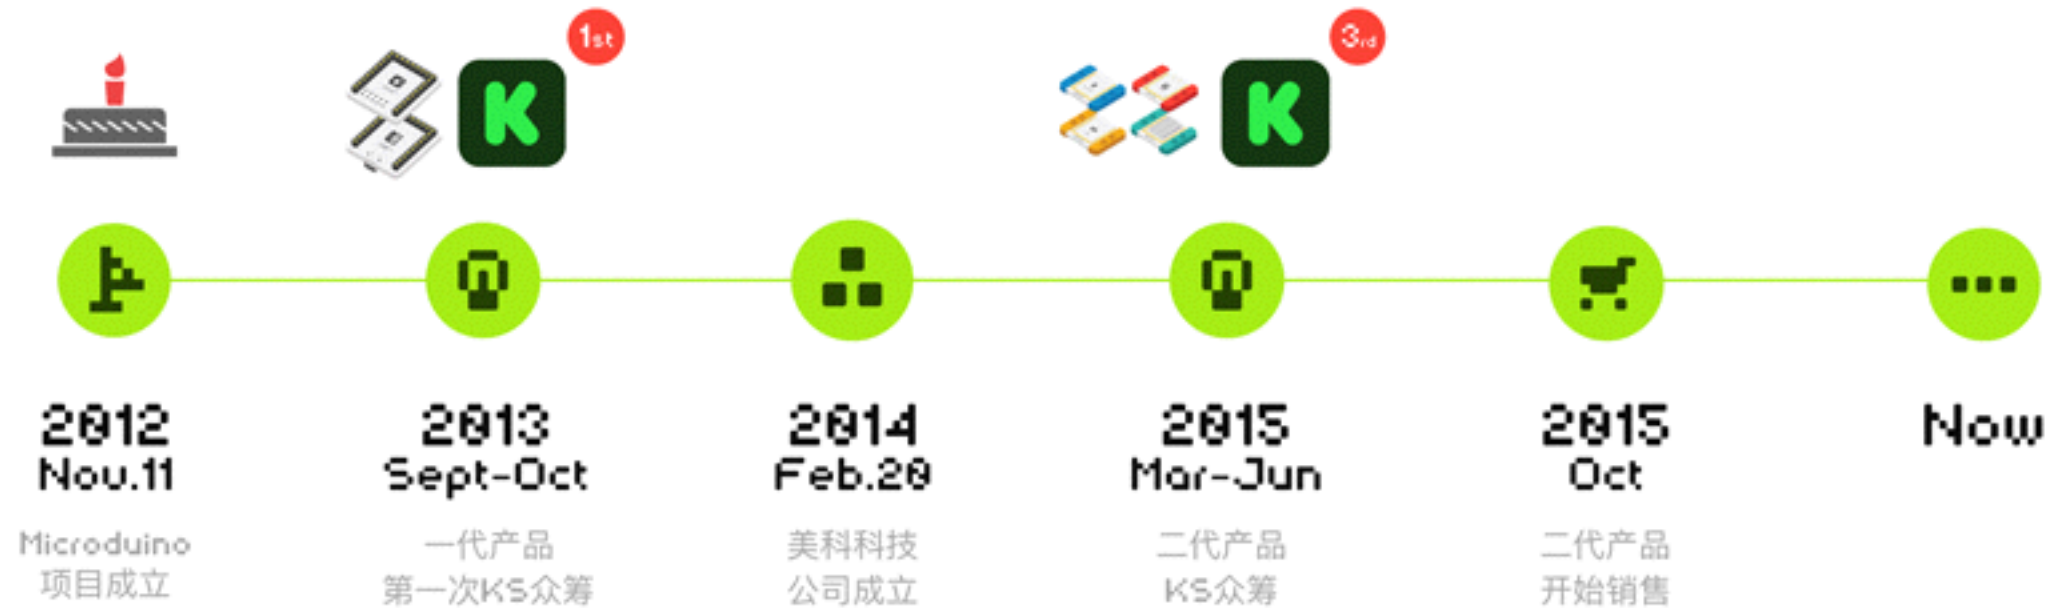 1st
3rd
K
K
2012
Nov.11
Microduino
项目成立
2013
Sept-Oct
一代产品
第一次KS众筹
2014
Feb.20
美科科技
公司成立
2015
Mar-Jun
二代产品
KS众筹
2015
Oct
二代产品
开始销售
Now